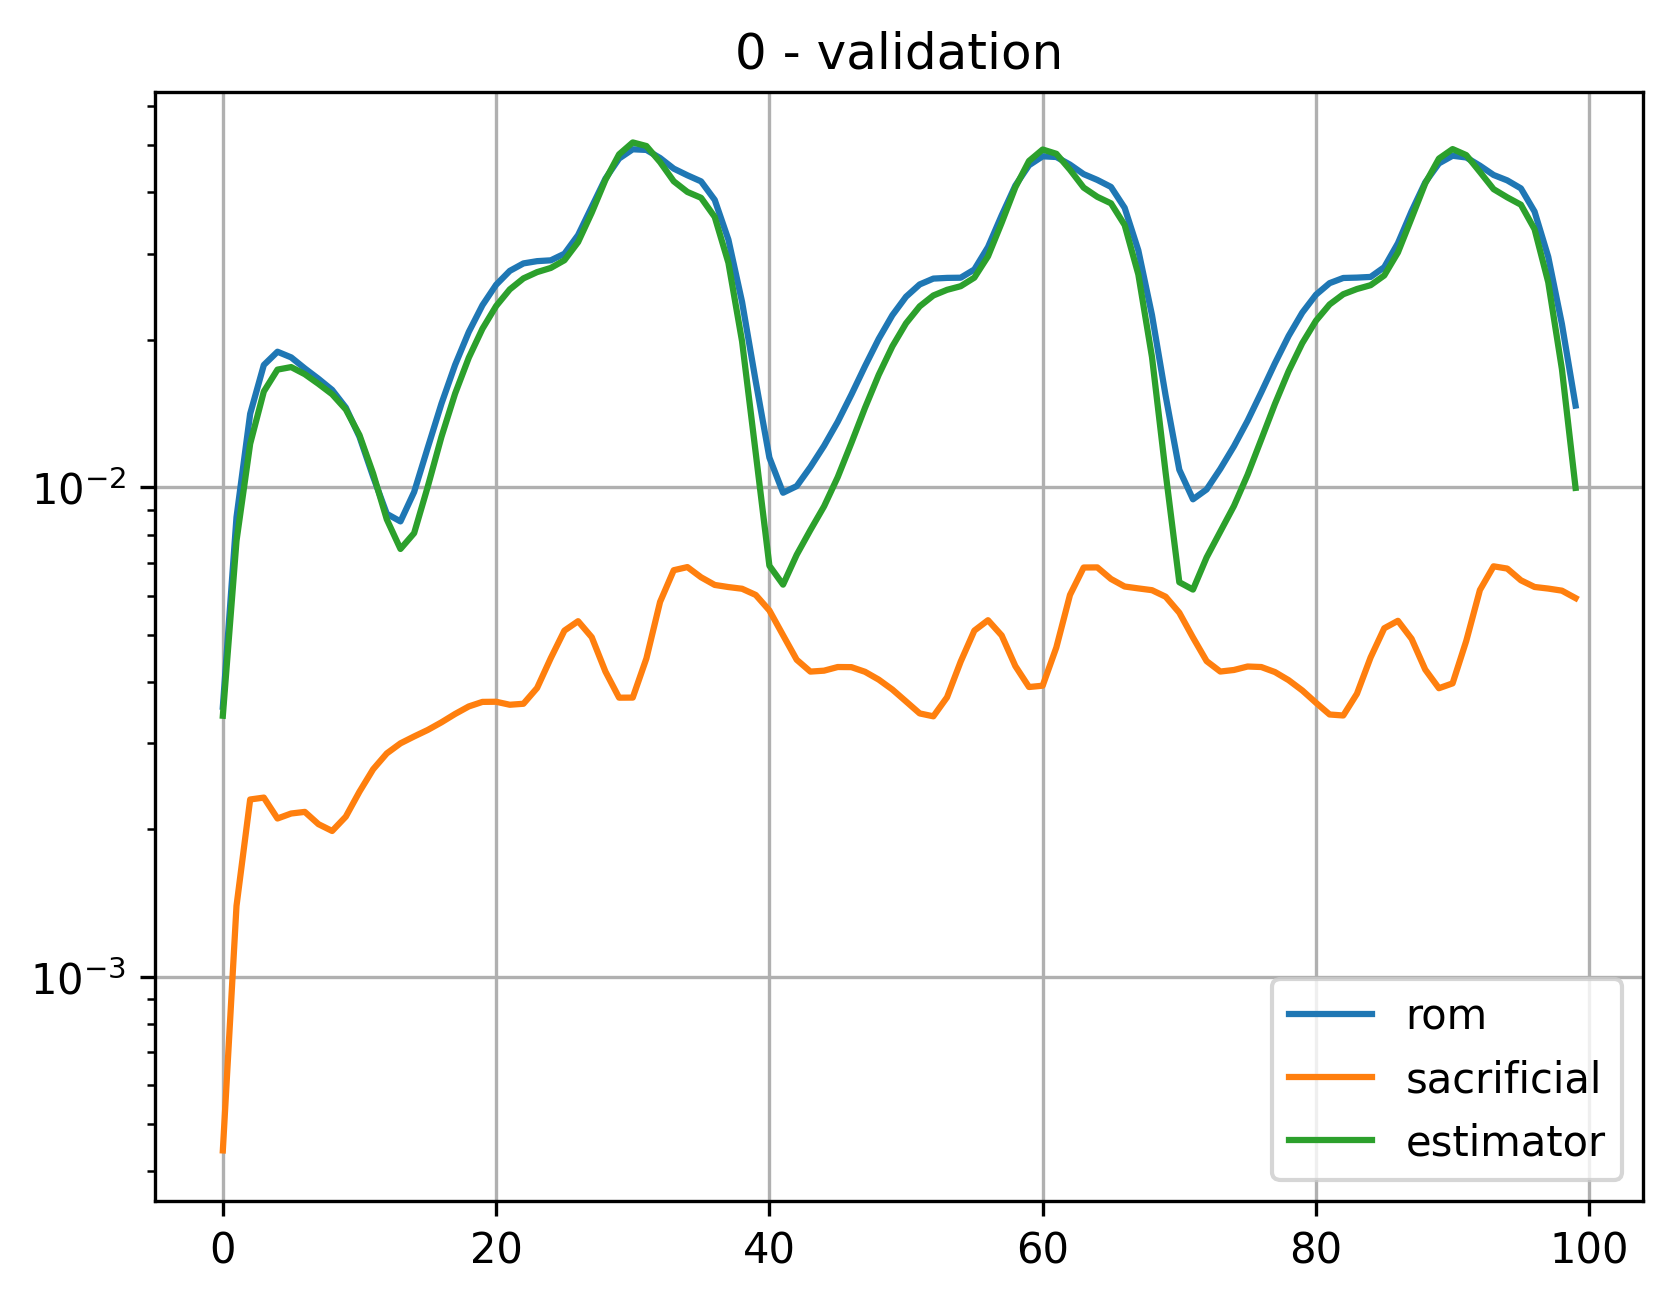 0 - validation
10⁻²
10⁻³
0 20 40 60 80 100
rom
sacrificial
estimator